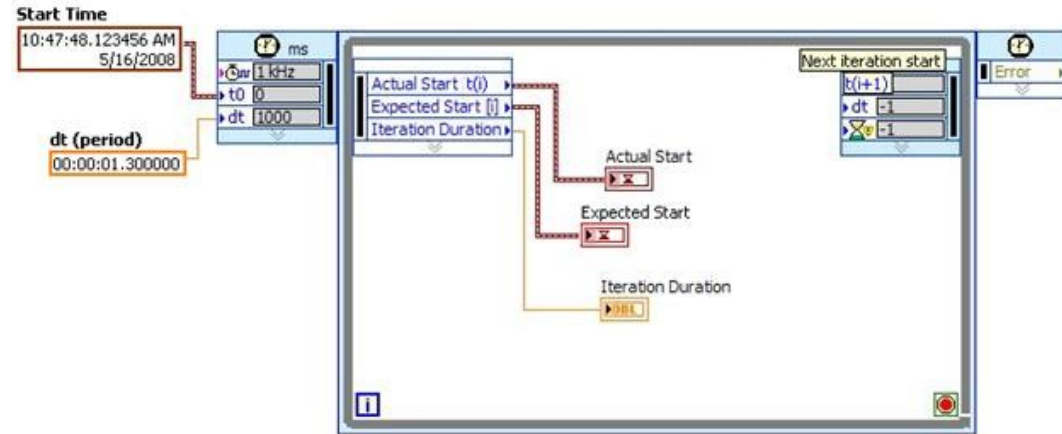 Start Time
10:47:48.123456 AM
5/16/2008
dt (period)
00:00:01.300000
ms
1 kHz
t0 0
dt 1000
Actual Start t(i)
Expected Start [i]
Iteration Duration
Actual Start
Expected Start
Iteration Duration
DBL
i
Next iteration start
t(i+1)
dt -1
-1
Error